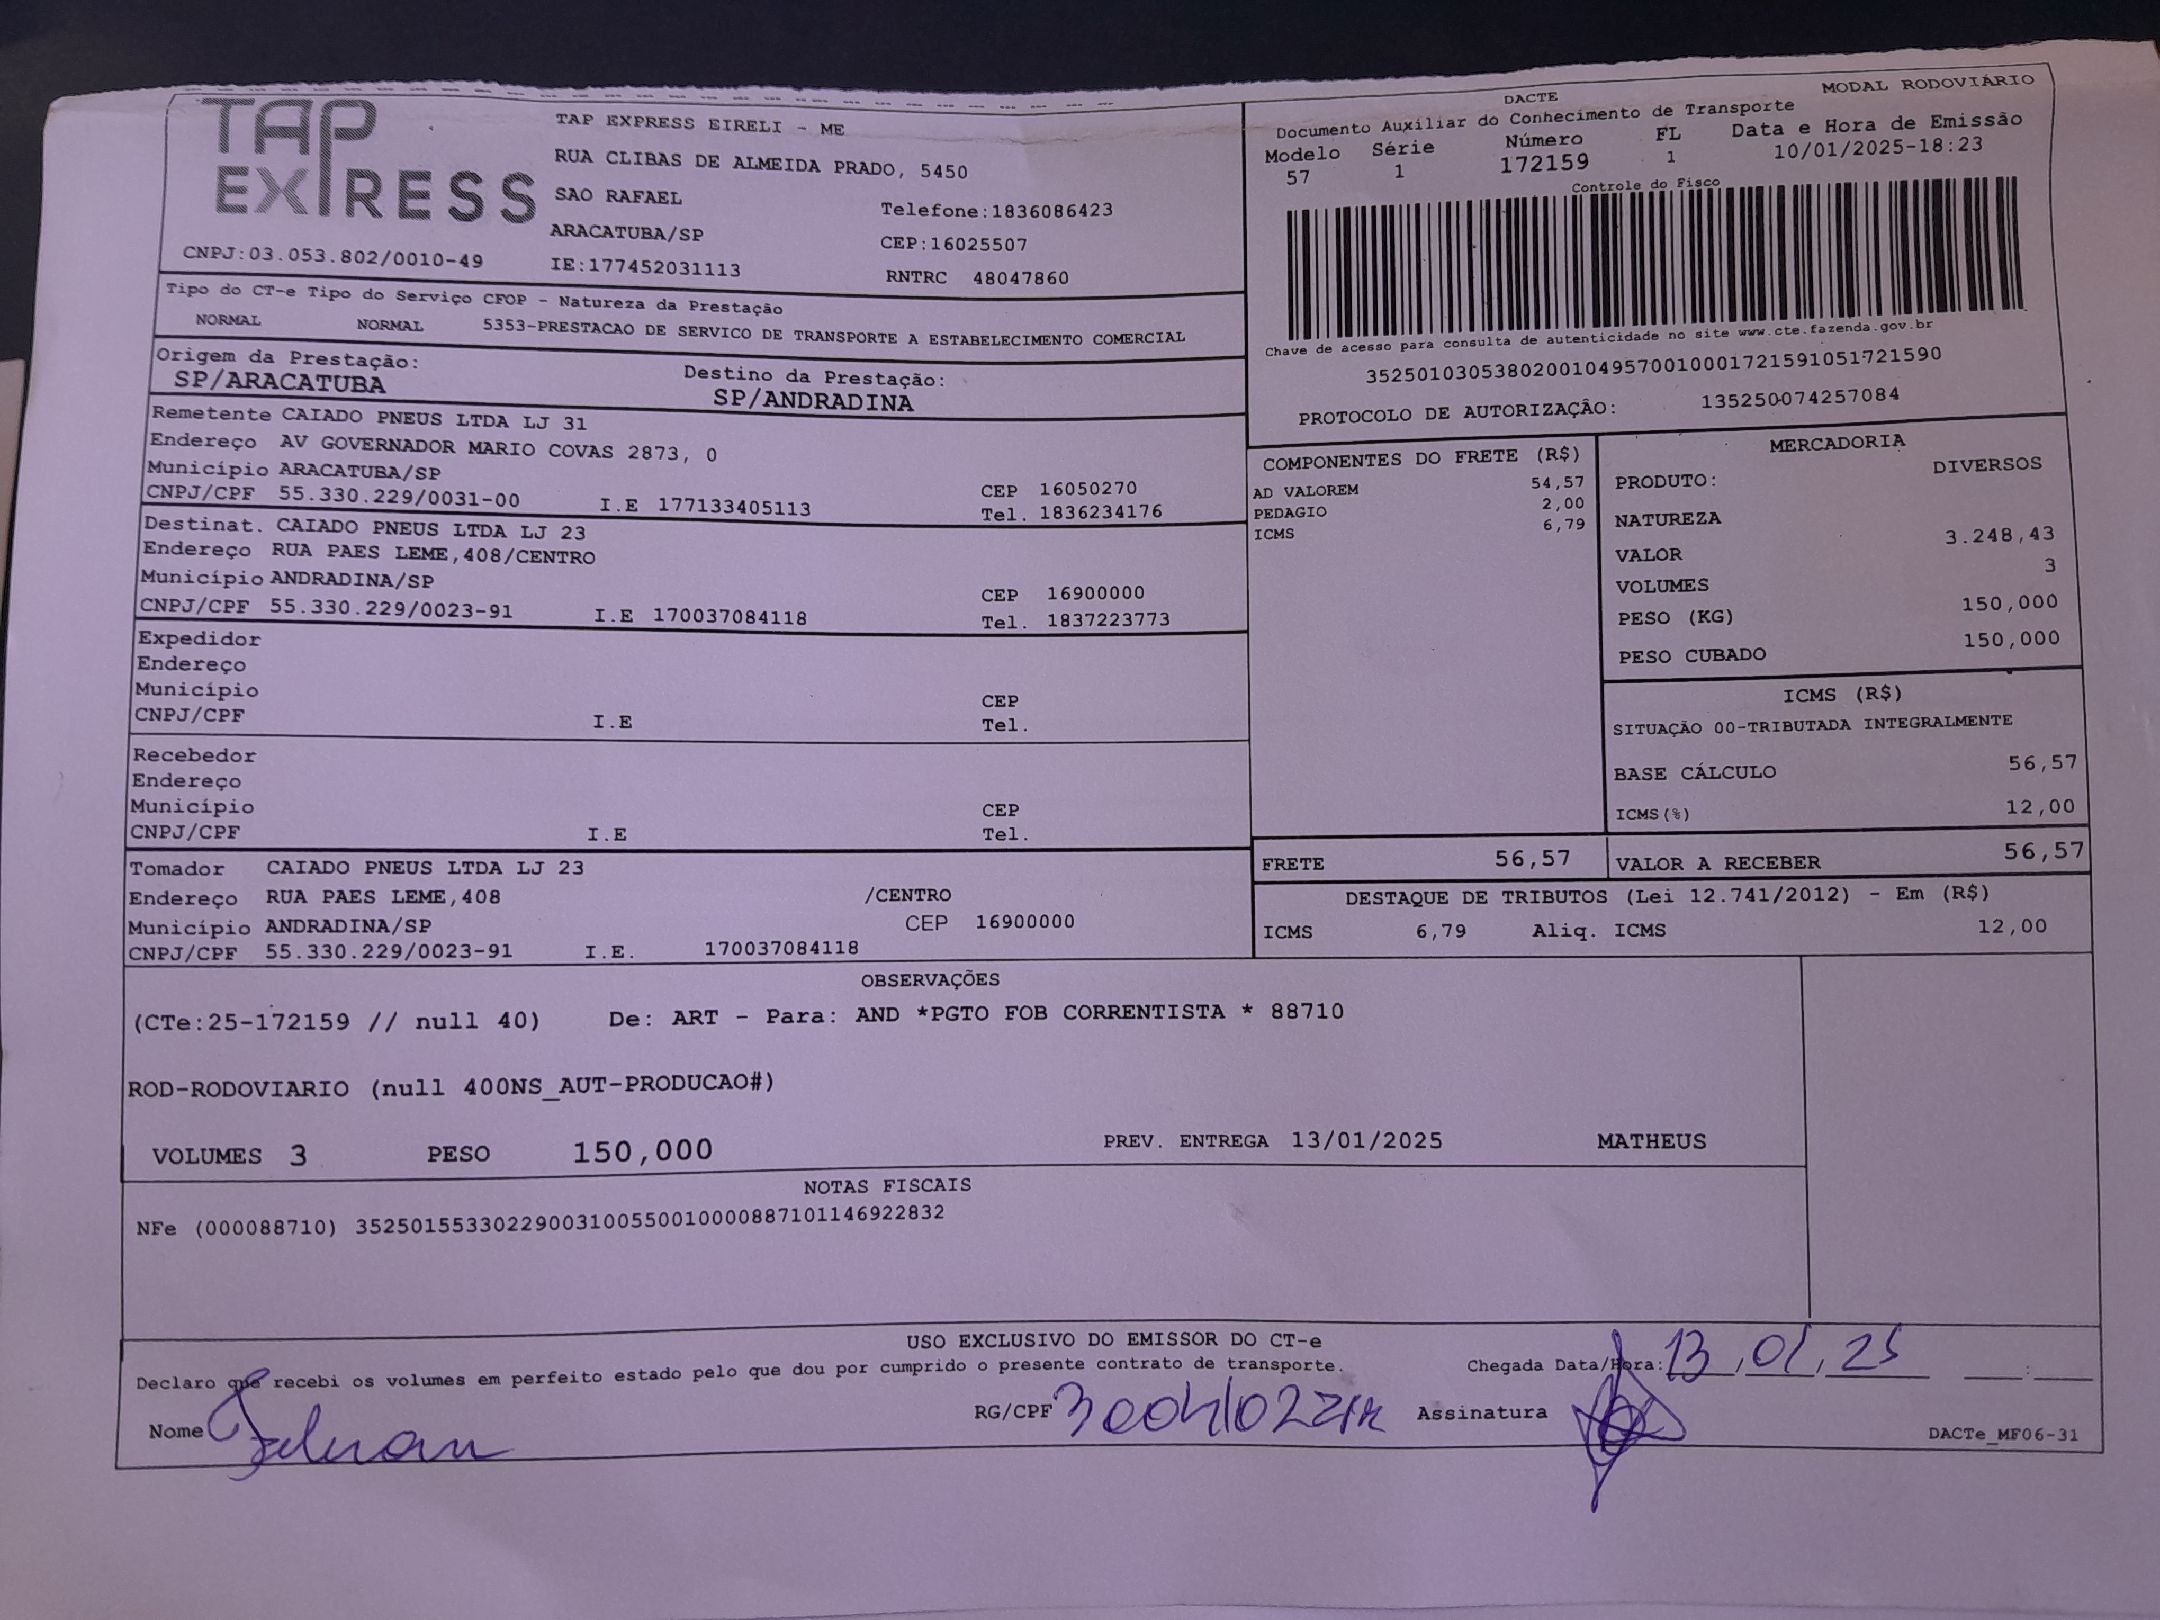 TAP
EXPRESS
CNPJ:03.053.802/0010-49
TAP EXPRESS EIRELI - ME
RUA CLIBAS DE ALMEIDA PRADO, 5450
SAO RAFAEL
Telefone:1836086423
ARACATUBA/SP
CEP:16025507
IE:177452031113
RNTRC 48047860
DACTE
MODAL RODOVIÁRIO
Documento Auxiliar do Conhecimento de Transporte
Modelo Série Número FL Data e Hora de Emissão
57 1 172159 1 10/01/2025-18:23
Controle do Fisco
Chave de acesso para consulta de autenticidade no site www.cte.fazenda.gov.br
35250103053802001049570010001721591051721590
PROTOCOLO DE AUTORIZAÇÃO: 135250074257084
Tipo do CT-e Tipo do Serviço CFOP - Natureza da Prestação
NORMAL NORMAL 5353-PRESTACAO DE SERVICO DE TRANSPORTE A ESTABELECIMENTO COMERCIAL
Origem da Prestação: Destino da Prestação:
SP/ARACATUBA SP/ANDRADINA
Remetente CAIADO PNEUS LTDA LJ 31
Endereço AV GOVERNADOR MARIO COVAS 2873, 0
Município ARACATUBA/SP CEP 16050270
CNPJ/CPF 55.330.229/0031-00 I.E 177133405113 Tel. 1836234176
Destinat. CAIADO PNEUS LTDA LJ 23
Endereço RUA PAES LEME,408/CENTRO
Município ANDRADINA/SP CEP 16900000
CNPJ/CPF 55.330.229/0023-91 I.E 170037084118 Tel. 1837223773
Expedidor
Endereço
Município CEP
CNPJ/CPF I.E Tel.
Recebedor
Endereço
Município CEP
CNPJ/CPF I.E Tel.
Tomador CAIADO PNEUS LTDA LJ 23
Endereço RUA PAES LEME,408 /CENTRO
Município ANDRADINA/SP CEP 16900000
CNPJ/CPF 55.330.229/0023-91 I.E. 170037084118
COMPONENTES DO FRETE (R$)
AD VALOREM 54,57
PEDAGIO 2,00
ICMS 6,79
MERCADORIA
PRODUTO: DIVERSOS
NATUREZA
VALOR 3.248,43
VOLUMES 3
PESO (KG) 150,000
PESO CUBADO 150,000
ICMS (R$)
SITUAÇÃO 00-TRIBUTADA INTEGRALMENTE
BASE CÁLCULO 56,57
ICMS(%) 12,00
FRETE 56,57 VALOR A RECEBER 56,57
DESTAQUE DE TRIBUTOS (Lei 12.741/2012) - Em (R$)
ICMS 6,79 Aliq. ICMS 12,00
OBSERVAÇÕES
(CTe:25-172159 // null 40) De: ART - Para: AND *PGTO FOB CORRENTISTA * 88710
ROD-RODOVIARIO (null 400NS_AUT-PRODUCAO#)
VOLUMES 3 PESO 150,000 PREV. ENTREGA 13/01/2025 MATHEUS
NOTAS FISCAIS
NFe (000088710) 35250155330229003100550010000887101146922832
USO EXCLUSIVO DO EMISSOR DO CT-e
Declaro que recebi os volumes em perfeito estado pelo que dou por cumprido o presente contrato de transporte. Chegada Data/Hora: 13,01,25 :
Nome RG/CPF Assinatura
DACTe_MF06-31